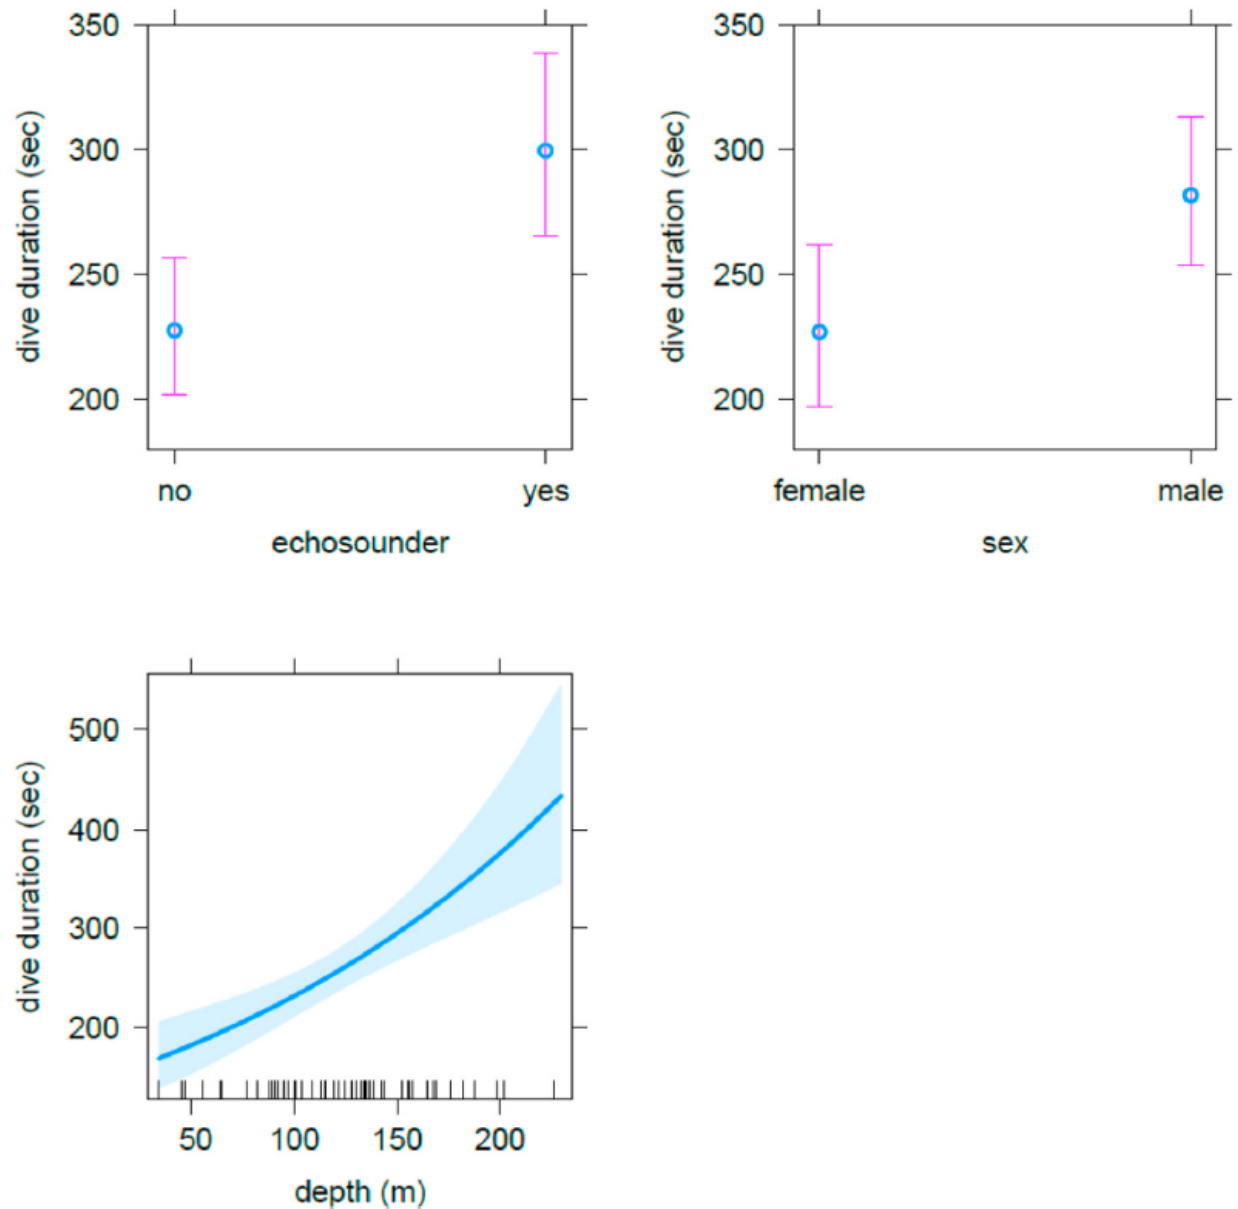 350
300
250
200
dive duration (sec)
no yes
echosounder
350
300
250
200
dive duration (sec)
female male
sex
500
400
300
200
dive duration (sec)
50 100 150 200
depth (m)